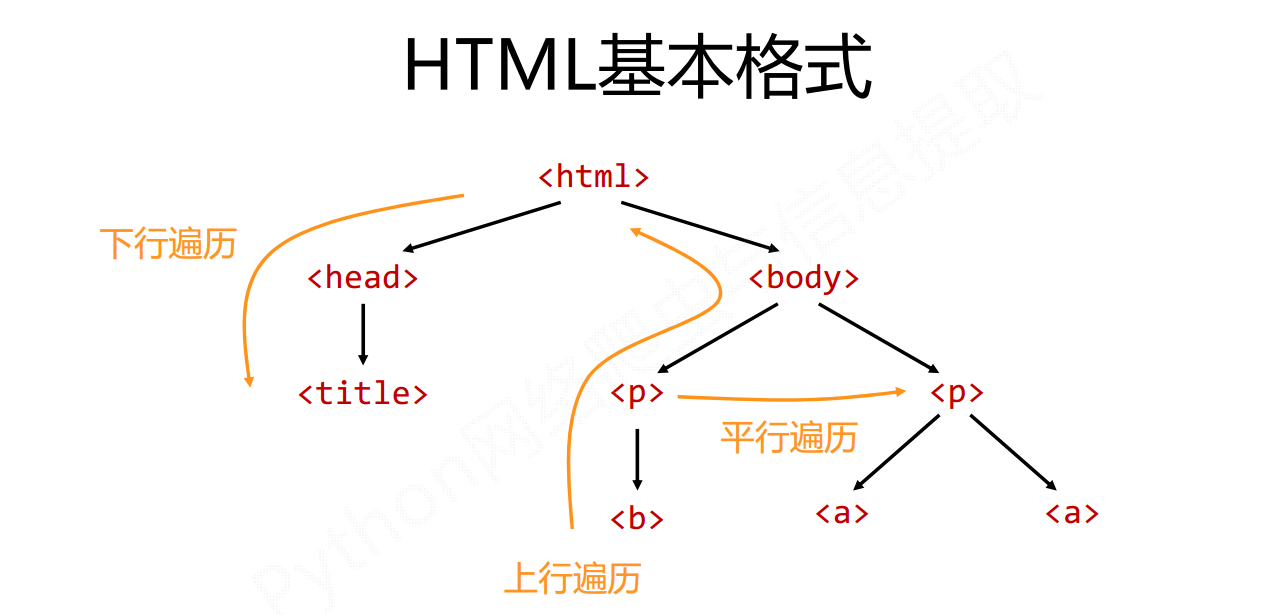 HTML基本格式
<html>
下行遍历
<head>
<body>
<title>
<p>
<p>
平行遍历
<b>
<a>
<a>
上行遍历
Python网络爬虫与信息提取